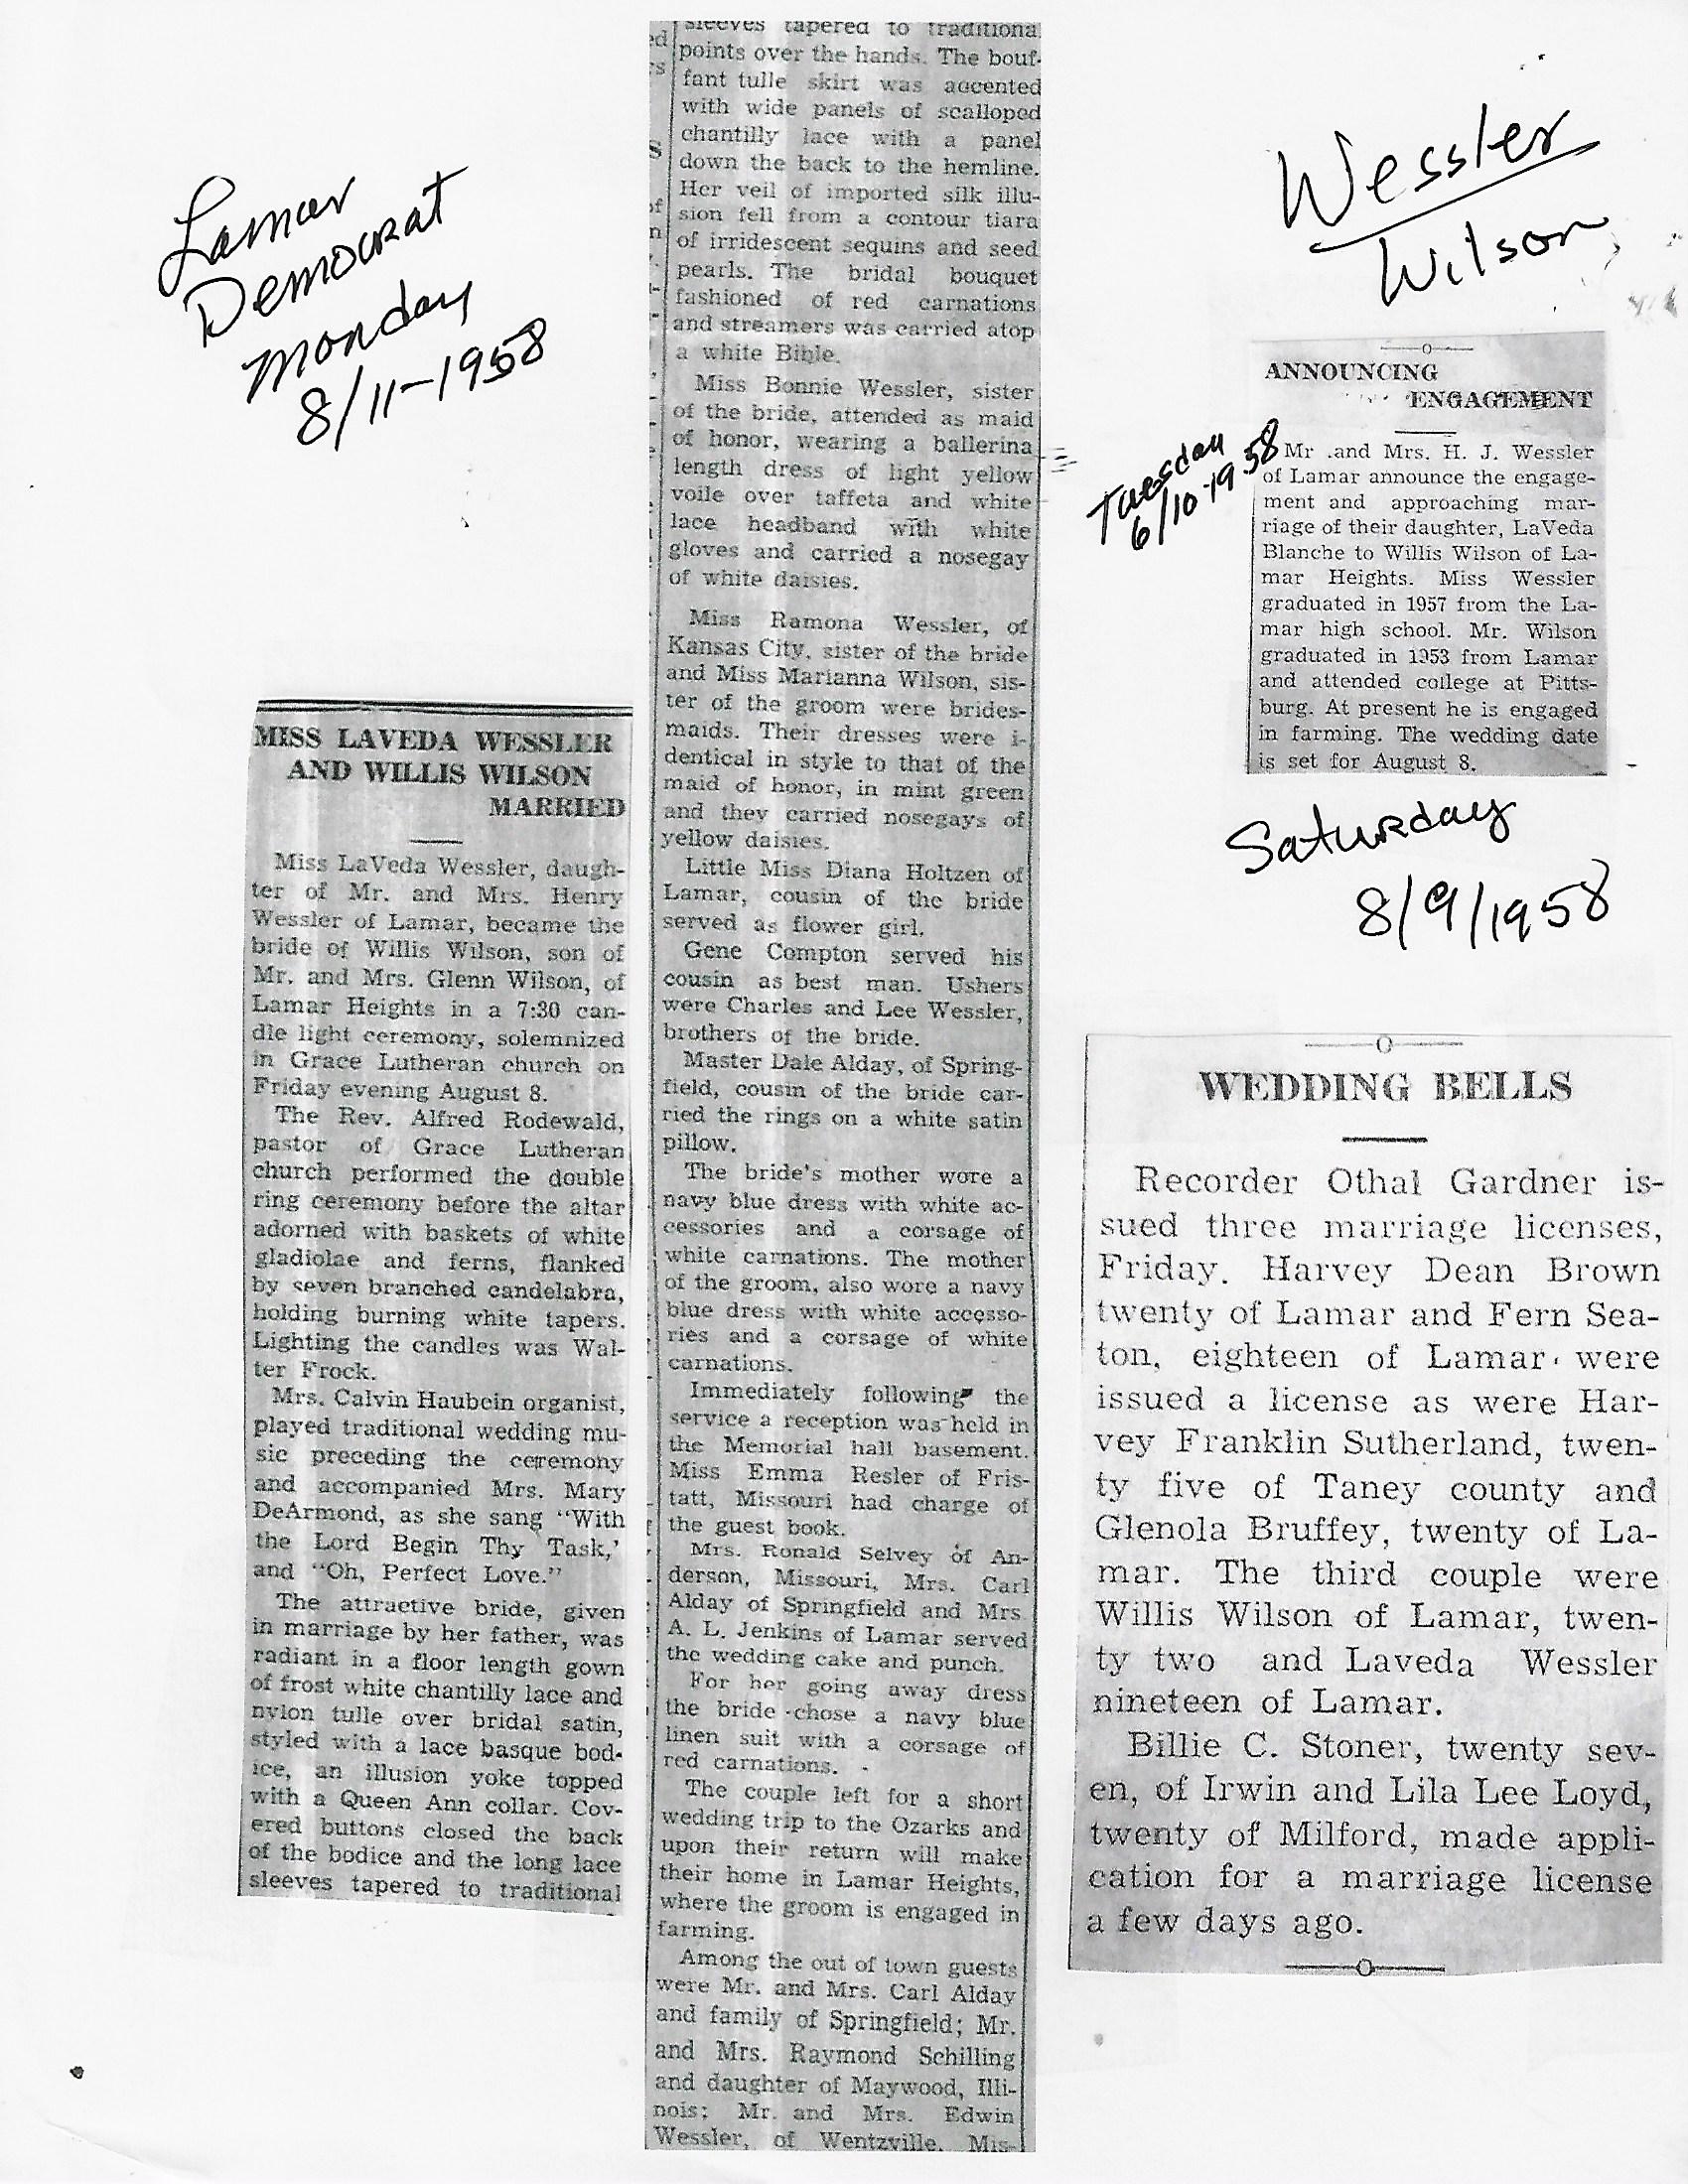 Lamar
Democrat
Monday
8/11-1958
MISS LAVEDA WESSLER
AND WILLIS WILSON
MARRIED
Miss LaVeda Wessler, daugh-
ter of Mr. and Mrs. Henry
Wessler of Lamar, became the
bride of Willis Wilson, son of
Mr. and Mrs. Glenn Wilson, of
Lamar Heights in a 7:30 can-
dle light ceremony, solemnized
in Grace Lutheran church on
Friday evening August 8.
The Rev. Alfred Rodewald,
pastor of Grace Lutheran
church performed the double
ring ceremony before the altar
adorned with baskets of white
gladiolae and ferns, flanked
by seven branched candelabra,
holding burning white tapers.
Lighting the candles was Wal-
ter Frock.
Mrs. Calvin Haubein organist,
played traditional wedding mu-
sic preceding the ceremony
and accompanied Mrs. Mary
DeArmond, as she sang "With
the Lord Begin Thy Task,'
and "Oh, Perfect Love."
The attractive bride, given
in marriage by her father, was
radiant in a floor length gown
of frost white chantilly lace and
nylon tulle over bridal satin,
styled with a lace basque bod-
ice, an illusion yoke topped
with a Queen Ann collar. Cov-
ered buttons closed the back
of the bodice and the long lace
sleeves tapered to traditional
sleeves tapered to traditional
points over the hands. The bouf-
fant tulle skirt was accented
with wide panels of scalloped
chantilly lace with a panel
down the back to the hemline.
Her veil of imported silk illu-
sion fell from a contour tiara
of irridescent sequins and seed
pearls. The bridal bouquet
fashioned of red carnations
and streamers was carried atop
a white Bible.
Miss Bonnie Wessler, sister
of the bride, attended as maid
of honor, wearing a ballerina
length dress of light yellow
voile over taffeta and white
lace headband with white
gloves and carried a nosegay
of white daisies.
Miss Ramona Wessler, of
Kansas City, sister of the bride
and Miss Marianna Wilson, sis-
ter of the groom were brides-
maids. Their dresses were i-
dentical in style to that of the
maid of honor, in mint green
and they carried nosegays of
yellow daisies.
Little Miss Diana Holtzen of
Lamar, cousin of the bride
served as flower girl.
Gene Compton served his
cousin as best man. Ushers
were Charles and Lee Wessler,
brothers of the bride.
Master Dale Alday, of Spring-
field, cousin of the bride car-
ried the rings on a white satin
pillow.
The bride's mother wore a
navy blue dress with white ac-
cessories and a corsage of
white carnations. The mother
of the groom, also wore a navy
blue dress with white accesso-
ries and a corsage of white
carnations.
Immediately following the
service a reception was held in
the Memorial hall basement.
Miss Emma Resler of Fris-
tatt, Missouri had charge of
the guest book.
Mrs. Ronald Selvey of An-
derson, Missouri, Mrs. Carl
Alday of Springfield and Mrs.
A. L. Jenkins of Lamar served
the wedding cake and punch.
For her going away dress
the bride chose a navy blue
linen suit with a corsage of
red carnations.
The couple left for a short
wedding trip to the Ozarks and
upon their return will make
their home in Lamar Heights,
where the groom is engaged in
farming.
Among the out of town guests
were Mr. and Mrs. Carl Alday
and family of Springfield; Mr.
and Mrs. Raymond Schilling
and daughter of Maywood, Illi-
nois; Mr. and Mrs. Edwin
Wessler, of Wentzville, Mis-
Wessler
Wilson
ANNOUNCING
ENGAGEMENT
Tuesday
6/10-1958
Mr .and Mrs. H. J. Wessler
of Lamar announce the engage-
ment and approaching mar-
riage of their daughter, LaVeda
Blanche to Willis Wilson of La-
mar Heights. Miss Wessler
graduated in 1957 from the La-
mar high school. Mr. Wilson
graduated in 1953 from Lamar
and attended college at Pitts-
burg. At present he is engaged
in farming. The wedding date
is set for August 8.
Saturday
8/9/1958
WEDDING BELLS
Recorder Othal Gardner is-
sued three marriage licenses,
Friday. Harvey Dean Brown
twenty of Lamar and Fern Sea-
ton, eighteen of Lamar were
issued a license as were Har-
vey Franklin Sutherland, twen-
ty five of Taney county and
Glenola Bruffey, twenty of La-
mar. The third couple were
Willis Wilson of Lamar, twen-
ty two and Laveda Wessler
nineteen of Lamar.
Billie C. Stoner, twenty sev-
en, of Irwin and Lila Lee Loyd,
twenty of Milford, made appli-
cation for a marriage license
a few days ago.